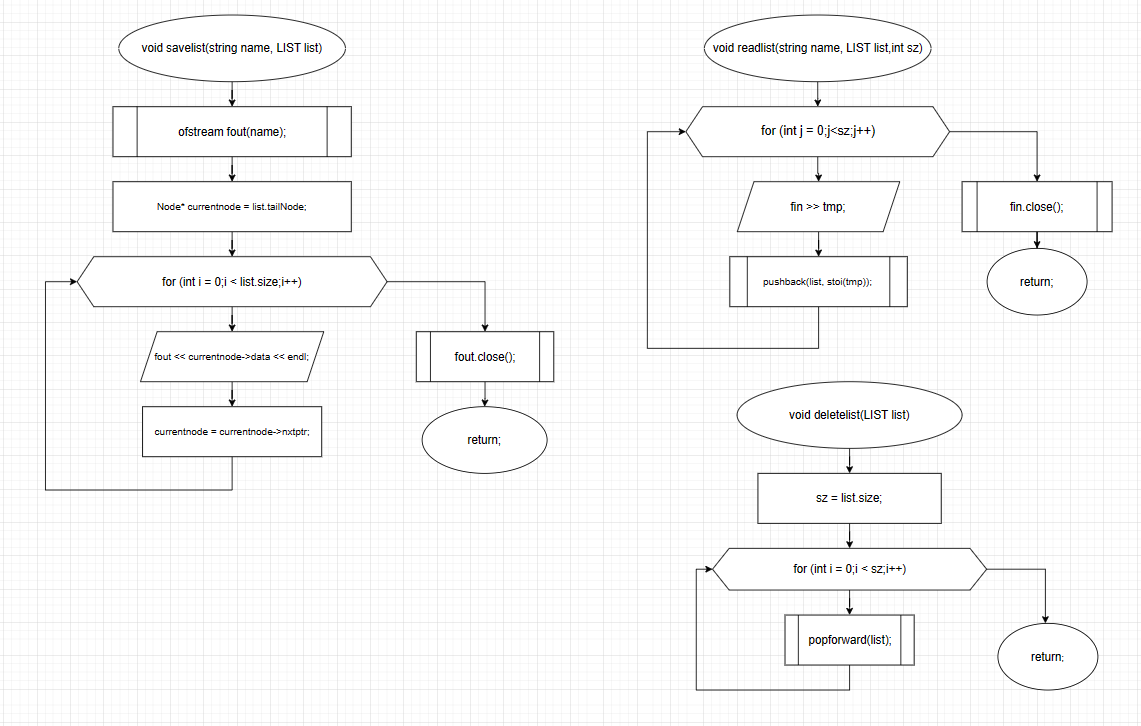 void savelist(string name, LIST list)
ofstream fout(name);
Node* currentnode = list.tailNode;
for (int i = 0;i < list.size;i++)
fout << currentnode->data << endl;
currentnode = currentnode->nxtptr;
fout.close();
return;
void readlist(string name, LIST list,int sz)
for (int j = 0;j<sz;j++)
fin >> tmp;
pushback(list, stoi(tmp));
fin.close();
return;
void deletelist(LIST list)
sz = list.size;
for (int i = 0;i < sz;i++)
popforward(list);
return;